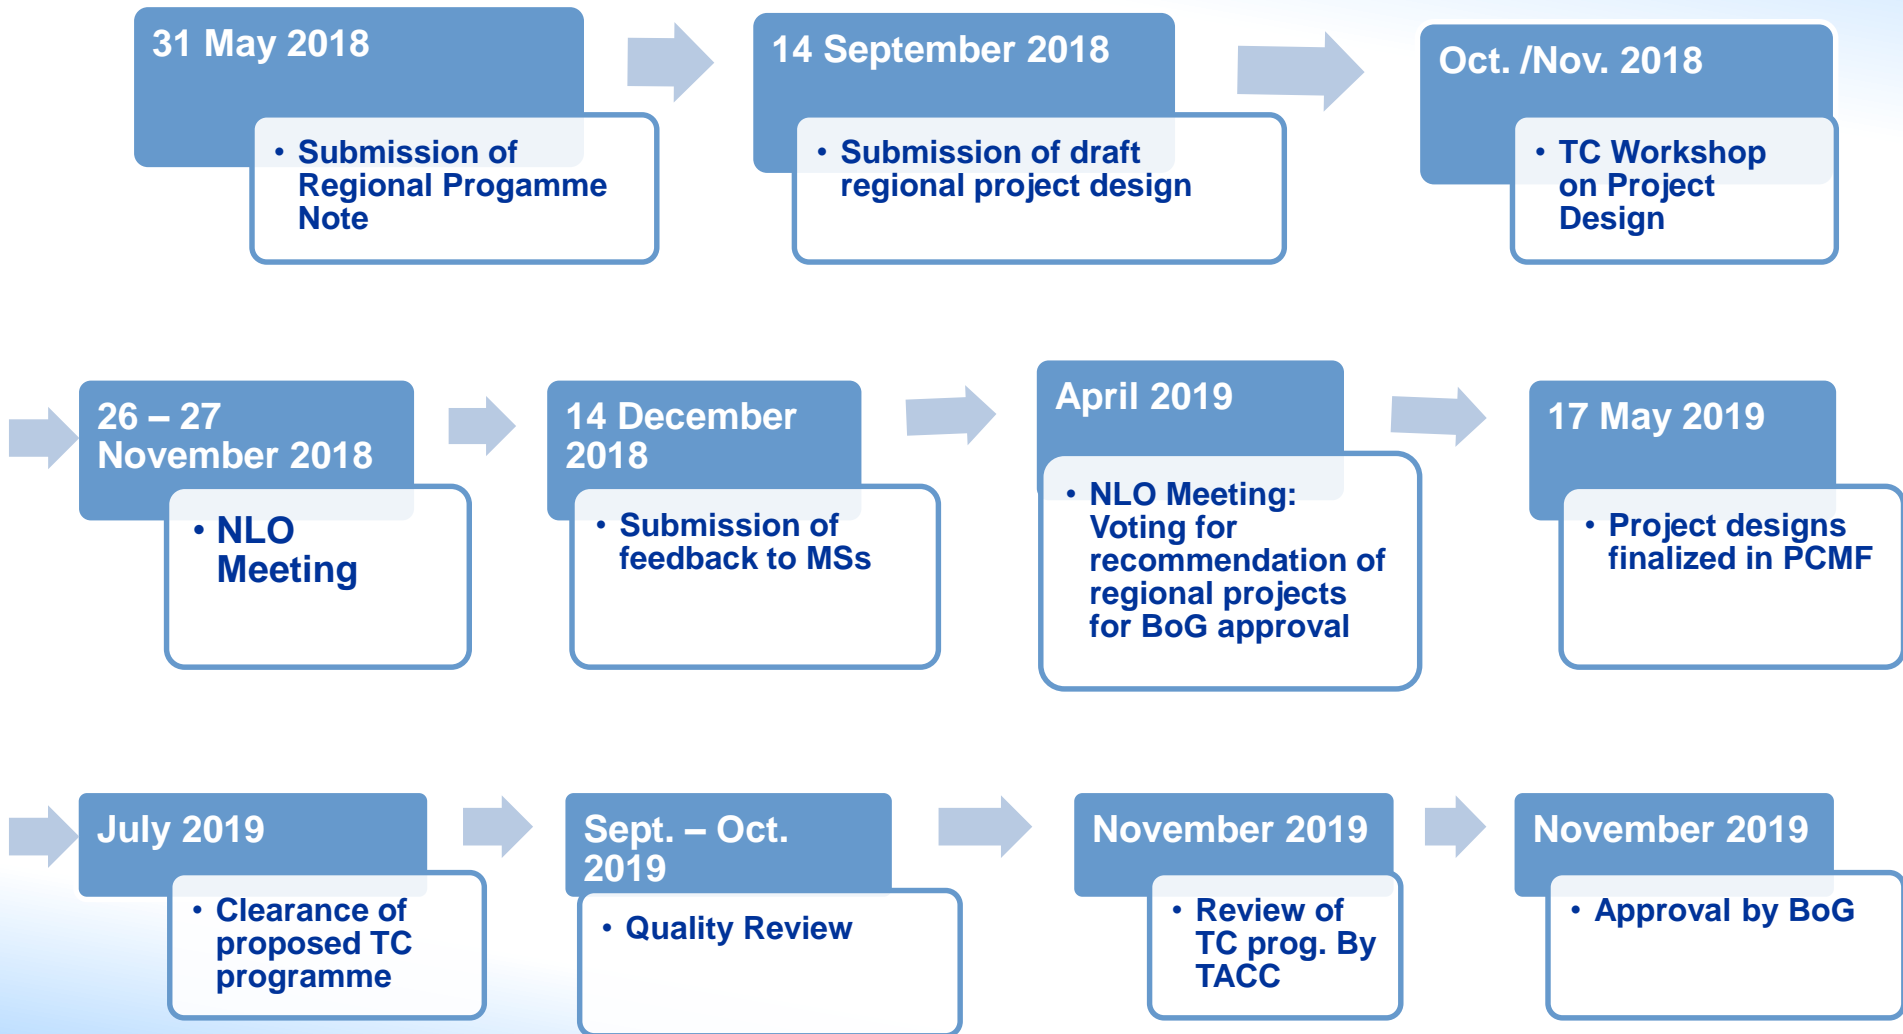 31 May 2018
• Submission of
Regional Progamme
Note
14 September 2018
• Submission of draft
regional project design
Oct. /Nov. 2018
• TC Workshop
on Project
Design
26 – 27
November 2018
• NLO
Meeting
14 December
2018
• Submission of
feedback to MSs
April 2019
• NLO Meeting:
Voting for
recommendation of
regional projects
for BoG approval
17 May 2019
• Project designs
finalized in PCMF
July 2019
• Clearance of
proposed TC
programme
Sept. – Oct.
2019
• Quality Review
November 2019
• Review of
TC prog. By
TACC
November 2019
• Approval by BoG